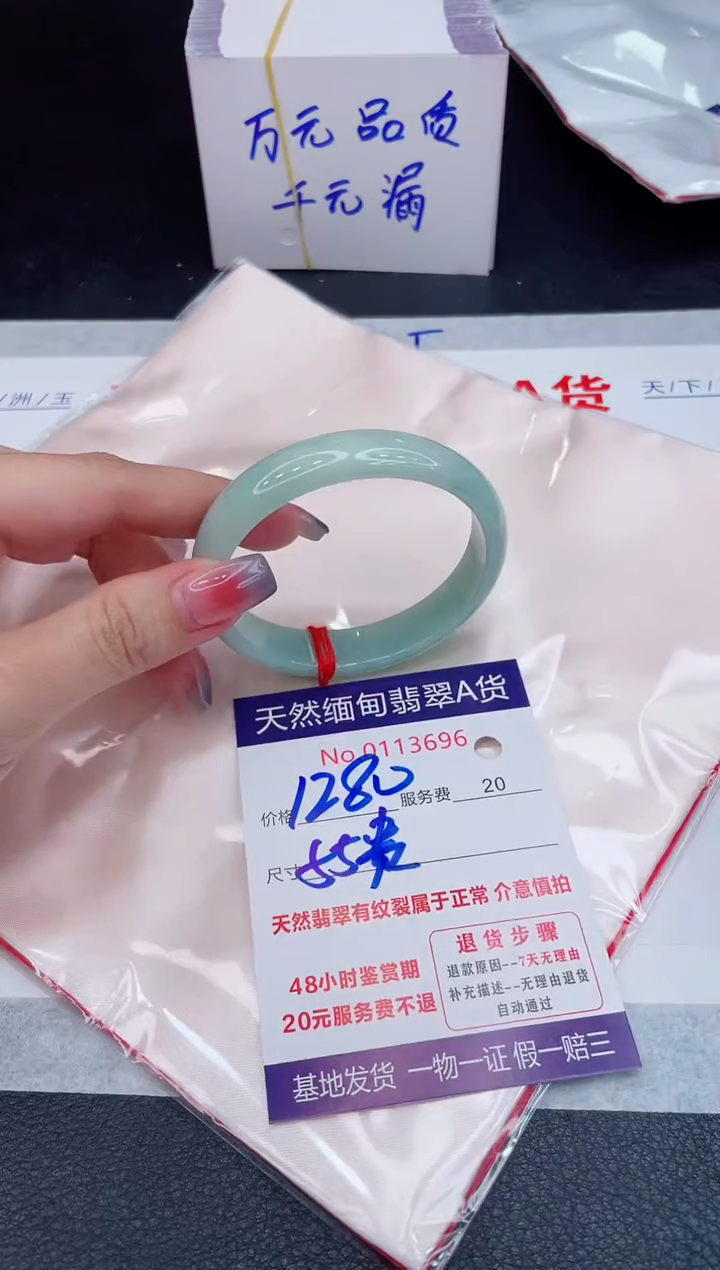 万元品质
千元漏
/洲/玉
A货
天/下/
天然缅甸翡翠A货
No 0113696
价格 1280 服务费 20
尺寸 55贵
天然翡翠有纹裂属于正常 介意慎拍
48小时鉴赏期
20元服务费不退
退货步骤
退款原因--7天无理由
补充描述--无理由退货
自动通过
基地发货 一物一证 假一赔三